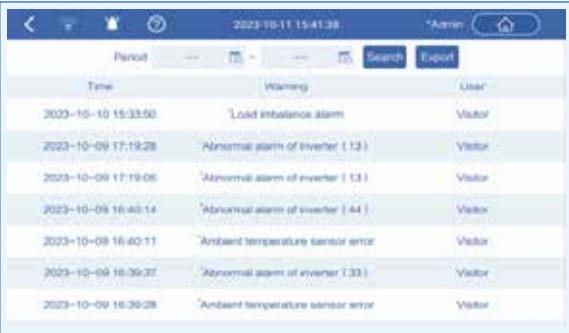 2023-10-11 15:41:38 *Admin
Period --- - --- Search Export
Time Warning User
2023-10-10 15:33:50 *Load imbalance alarm Visitor
2023-10-09 17:19:28 *Abnormal alarm of inverter ( 13 ) Visitor
2023-10-09 17:19:06 *Abnormal alarm of inverter ( 13 ) Visitor
2023-10-09 16:40:14 *Abnormal alarm of inverter ( 44 ) Visitor
2023-10-09 16:40:11 *Ambient temperature sensor error Visitor
2023-10-09 16:39:37 *Abnormal alarm of inverter ( 33 ) Visitor
2023-10-09 16:39:28 *Ambient temperature sensor error Visitor